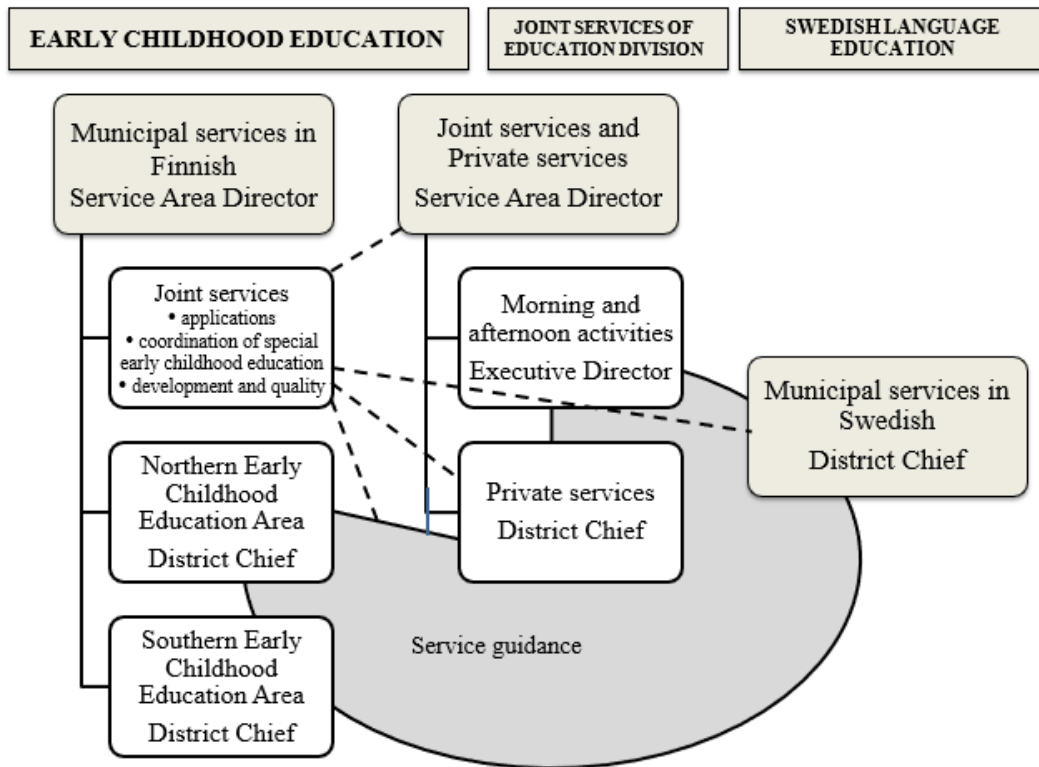 EARLY CHILDHOOD EDUCATION
JOINT SERVICES OF
EDUCATION DIVISION
SWEDISH LANGUAGE
EDUCATION
Municipal services in
Finnish
Service Area Director
Joint services and
Private services
Service Area Director
Joint services
• applications
• coordination of special
early childhood education
• development and quality
Morning and
afternoon activities
Executive Director
Municipal services in
Swedish
District Chief
Northern Early
Childhood
Education Area
District Chief
Private services
District Chief
Southern Early
Childhood
Education Area
District Chief
Service guidance